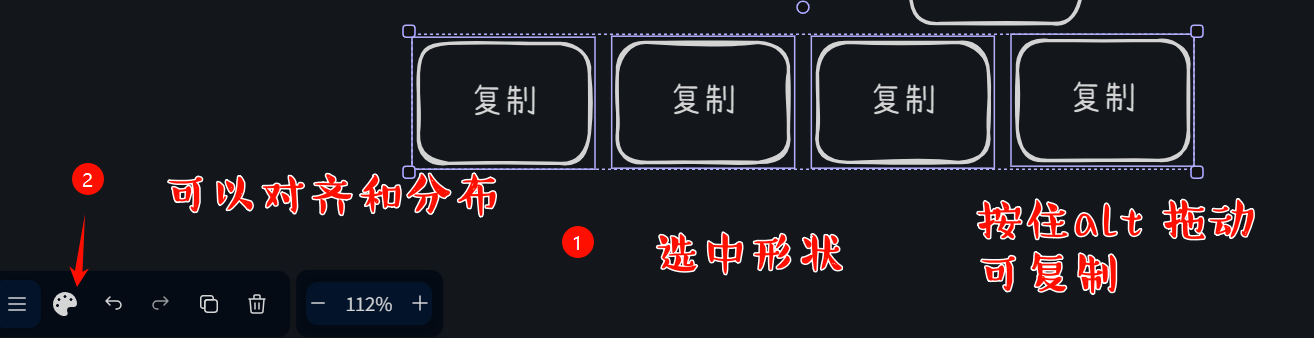 复制 复制 复制 复制
2
可以对齐和分布
1
选中形状
按住alt 拖动
可复制
112%